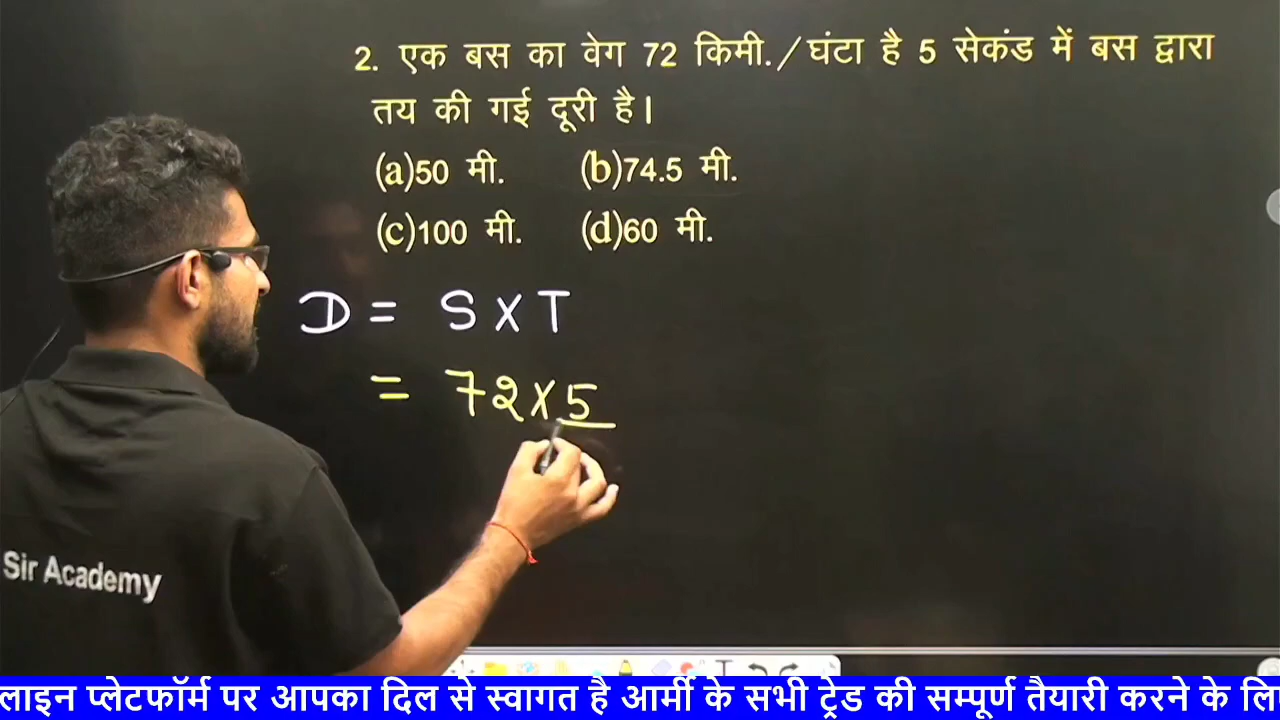 2. एक बस का वेग 72 किमी./घंटा है 5 सेकंड में बस द्वारा
तय की गई दूरी है।
(a)50 मी. (b)74.5 मी.
(c)100 मी. (d)60 मी.
D = S X T
= 72 X 5
Sir Academy
लाइन प्लेटफॉर्म पर आपका दिल से स्वागत है आर्मी के सभी ट्रेड की सम्पूर्ण तैयारी करने के लि